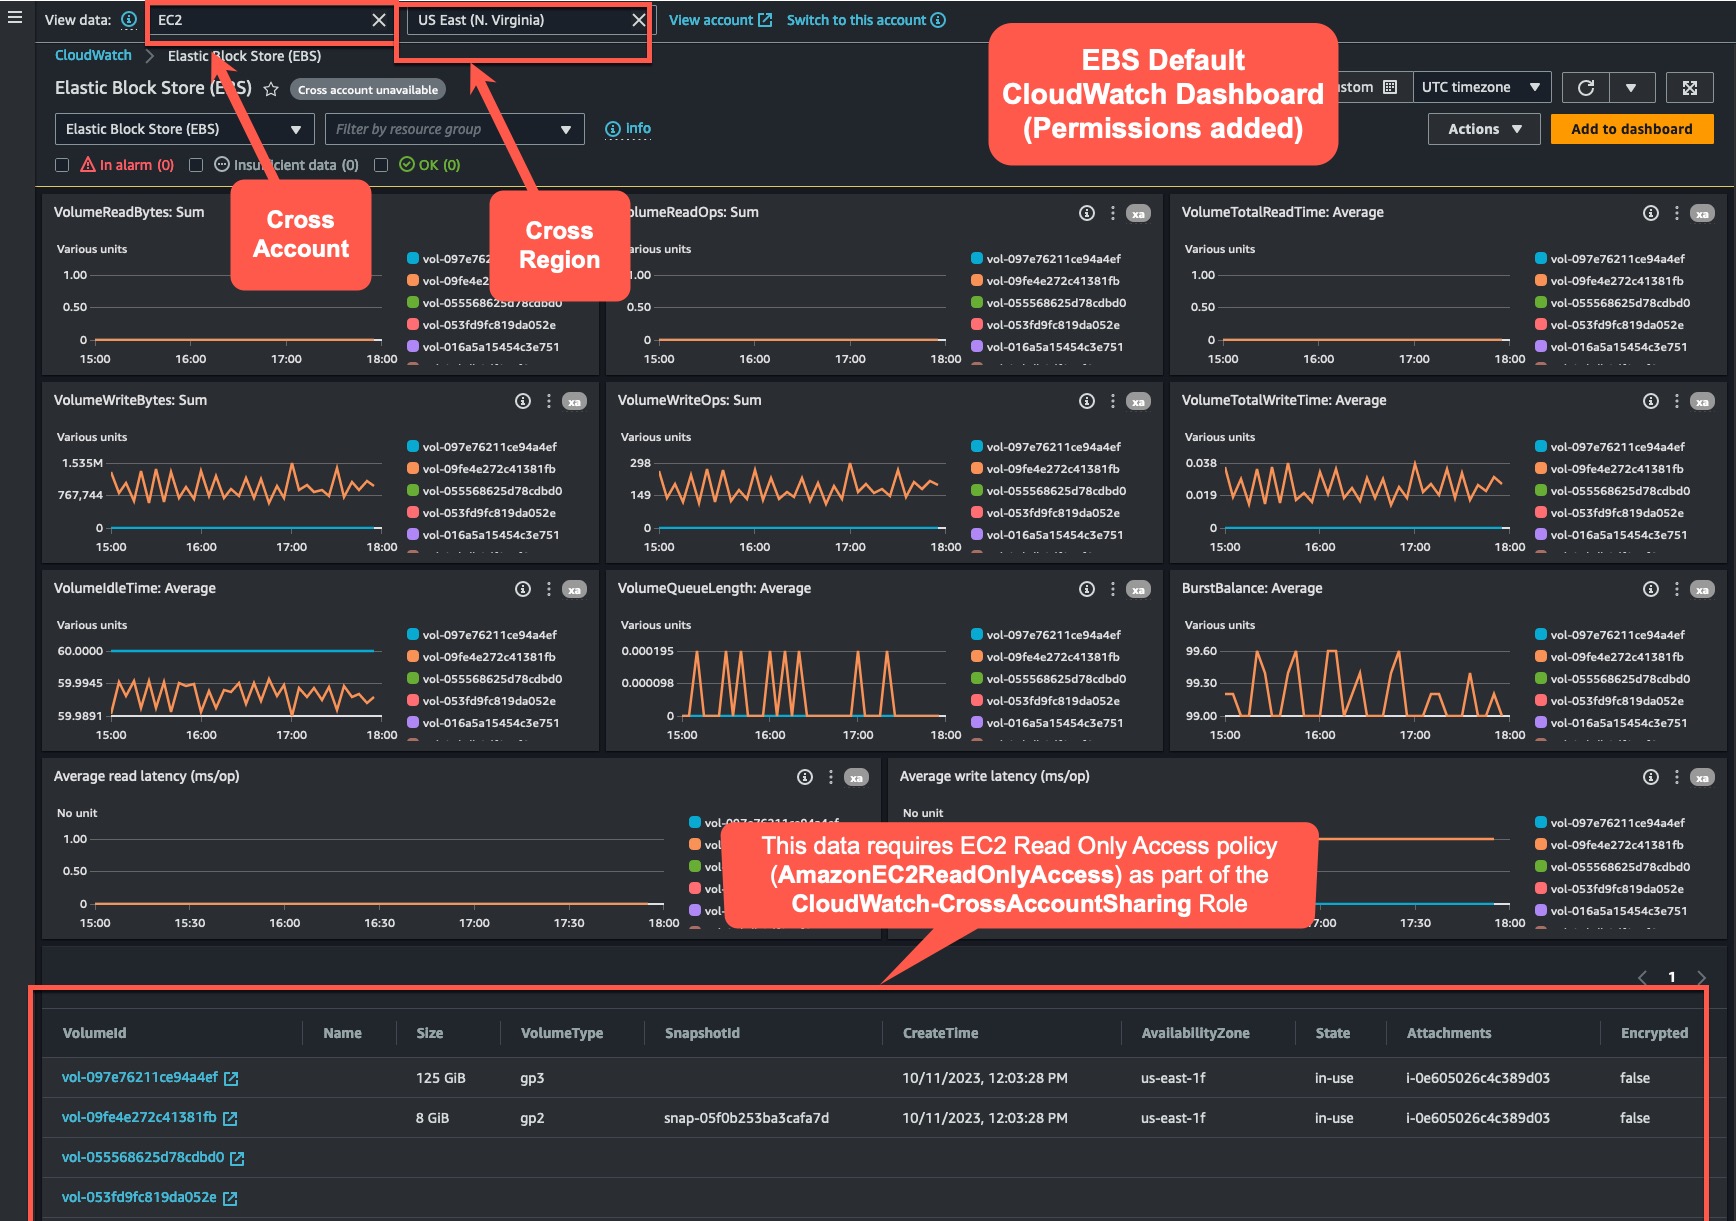 View data:
EC2
US East (N. Virginia)
View account
Switch to this account
CloudWatch
Elastic Block Store (EBS)
Elastic Block Store (EBS)
Cross account unavailable
EBS Default
CloudWatch Dashboard
(Permissions added)
UTC timezone
Elastic Block Store (EBS)
Filter by resource group
Info
Actions
Add to dashboard
In alarm (0)
Insufficient data (0)
OK (0)
Cross
Account
Cross
Region
VolumeReadBytes: Sum
Various units
1.00
0.50
0
15:00
16:00
17:00
18:00
vol-055568625d78cdbd0
vol-053fd9fc819da052e
vol-016a5a15454c3e751
VolumeReadOps: Sum
Various units
1.00
0.50
0
15:00
16:00
17:00
18:00
xa
vol-097e76211ce94a4ef
vol-09fe4e272c41381fb
vol-055568625d78cdbd0
vol-053fd9fc819da052e
vol-016a5a15454c3e751
VolumeTotalReadTime: Average
Various units
1.00
0.50
0
15:00
16:00
17:00
18:00
xa
vol-097e76211ce94a4ef
vol-09fe4e272c41381fb
vol-055568625d78cdbd0
vol-053fd9fc819da052e
vol-016a5a15454c3e751
VolumeWriteBytes: Sum
Various units
1.535M
767,744
0
15:00
16:00
17:00
18:00
xa
vol-097e76211ce94a4ef
vol-09fe4e272c41381fb
vol-055568625d78cdbd0
vol-053fd9fc819da052e
vol-016a5a15454c3e751
VolumeWriteOps: Sum
Various units
298
149
0
15:00
16:00
17:00
18:00
xa
vol-097e76211ce94a4ef
vol-09fe4e272c41381fb
vol-055568625d78cdbd0
vol-053fd9fc819da052e
vol-016a5a15454c3e751
VolumeTotalWriteTime: Average
Various units
0.038
0.019
0
15:00
16:00
17:00
18:00
xa
vol-097e76211ce94a4ef
vol-09fe4e272c41381fb
vol-055568625d78cdbd0
vol-053fd9fc819da052e
vol-016a5a15454c3e751
VolumeIdleTime: Average
Various units
60.0000
59.9945
59.9891
15:00
16:00
17:00
18:00
xa
vol-097e76211ce94a4ef
vol-09fe4e272c41381fb
vol-055568625d78cdbd0
vol-053fd9fc819da052e
vol-016a5a15454c3e751
VolumeQueueLength: Average
Various units
0.000195
0.000098
0
15:00
16:00
17:00
18:00
xa
vol-097e76211ce94a4ef
vol-09fe4e272c41381fb
vol-055568625d78cdbd0
vol-053fd9fc819da052e
vol-016a5a15454c3e751
BurstBalance: Average
Various units
99.60
99.30
99.00
15:00
16:00
17:00
18:00
xa
vol-097e76211ce94a4ef
vol-09fe4e272c41381fb
vol-055568625d78cdbd0
vol-053fd9fc819da052e
vol-016a5a15454c3e751
Average read latency (ms/op)
No unit
1.00
0.50
0
15:00
15:30
16:00
16:30
17:00
17:30
18:00
xa
Average write latency (ms/op)
No unit
17:30
18:00
xa
vol-097e76211ce94a4ef
vol-09fe4e272c41381fb
vol-055568625d78cdbd0
vol-053fd9fc819da052e
vol-016a5a15454c3e751
This data requires EC2 Read Only Access policy
(AmazonEC2ReadOnlyAccess) as part of the
CloudWatch-CrossAccountSharing Role
1
VolumeId Name Size VolumeType SnapshotId CreateTime AvailabilityZone State Attachments Encrypted
vol-097e76211ce94a4ef 125 GiB gp3 10/11/2023, 12:03:28 PM us-east-1f in-use i-0e605026c4c389d03 false
vol-09fe4e272c41381fb 8 GiB gp2 snap-05f0b253ba3cafa7d 10/11/2023, 12:03:28 PM us-east-1f in-use i-0e605026c4c389d03 false
vol-055568625d78cdbd0
vol-053fd9fc819da052e